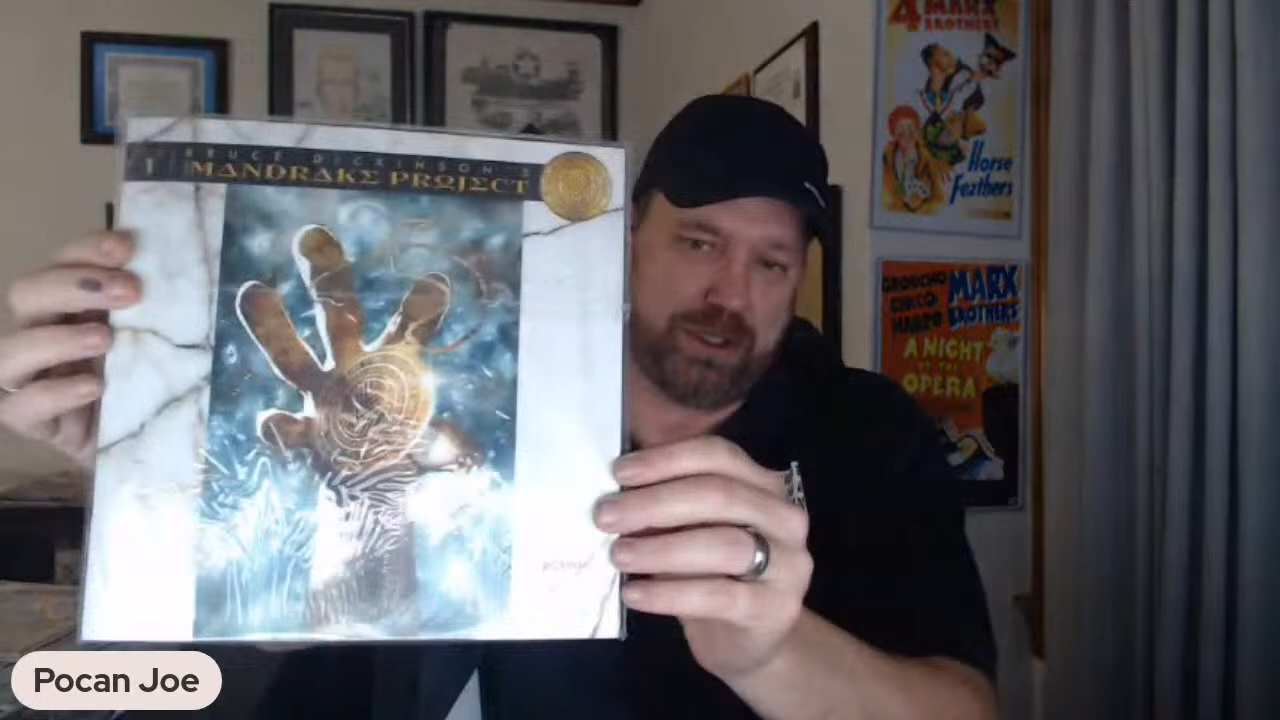 BRUCE DICKINSON'S
1 MANDRAKE PROJECT
4 MARX
BROTHERS
Horse
Feathers
GROUCHO
CHICO
HARPO
MARX
BROTHERS
A NIGHT
AT THE
OPERA
Pocan Joe